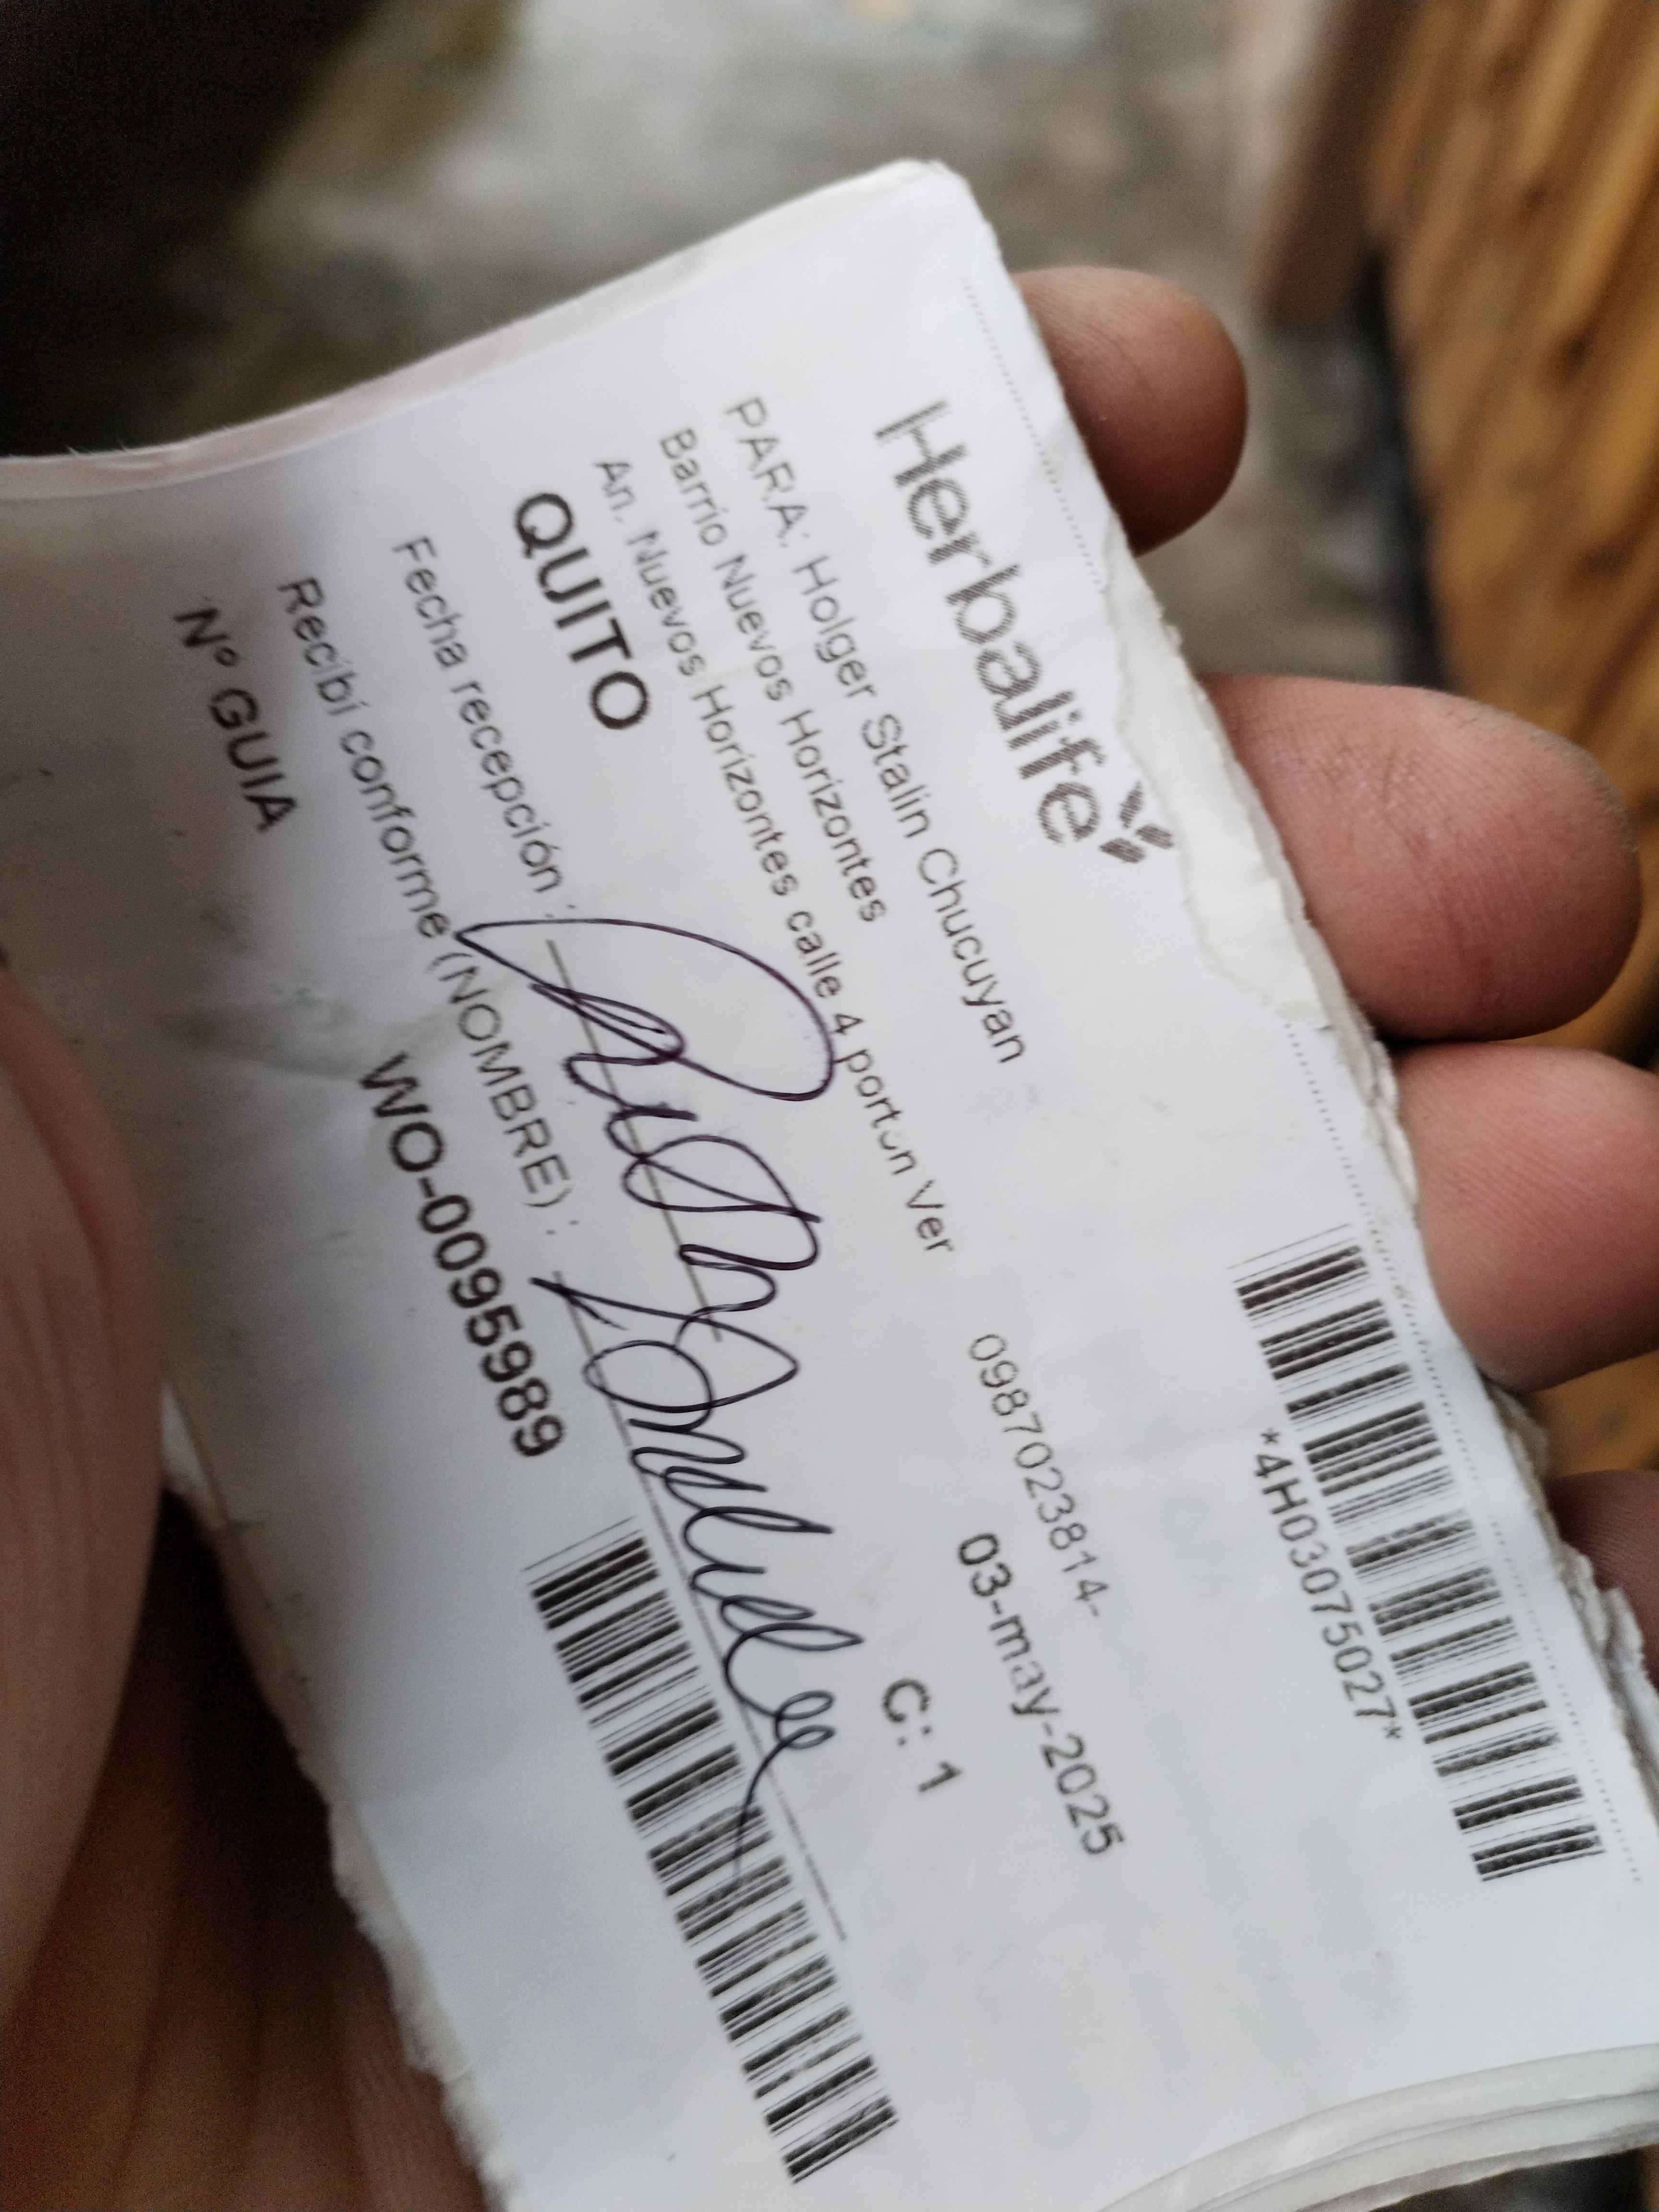 Herbalife
*4H03075027*
PARA: Holger Stalin Chucuyan
Barrio Nuevos Horizontes
0987023814-
An. Nuevos Horizontes calle 4 porton Ver
03-may-2025
QUITO
C: 1
Fecha recepción :
Recibí conforme (NOMBRE) :
Nº GUIA
WO-0095989